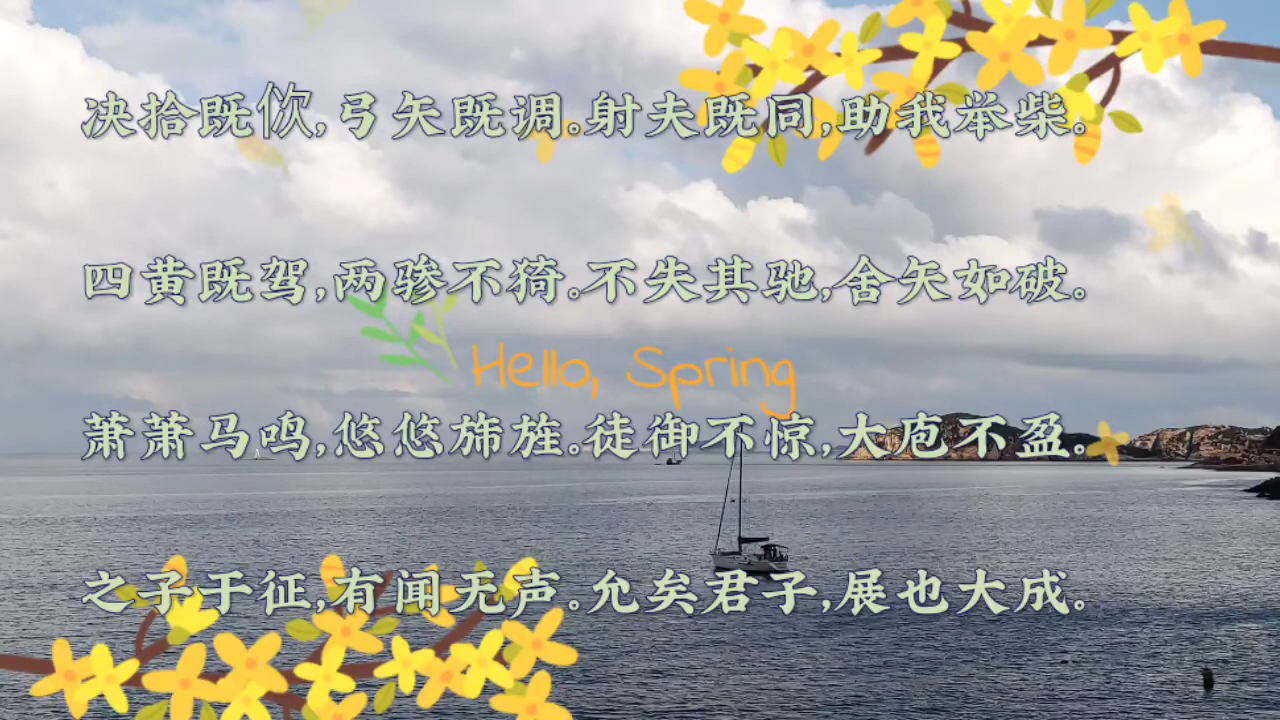 决拾既佽,弓矢既调。射夫既同,助我举柴。
四黄既驾,两骖不猗。不失其驰,舍矢如破。
Hello, Spring
萧萧马鸣,悠悠旆旌。徒御不惊,大庖不盈。
之子于征,有闻无声。允矣君子,展也大成。